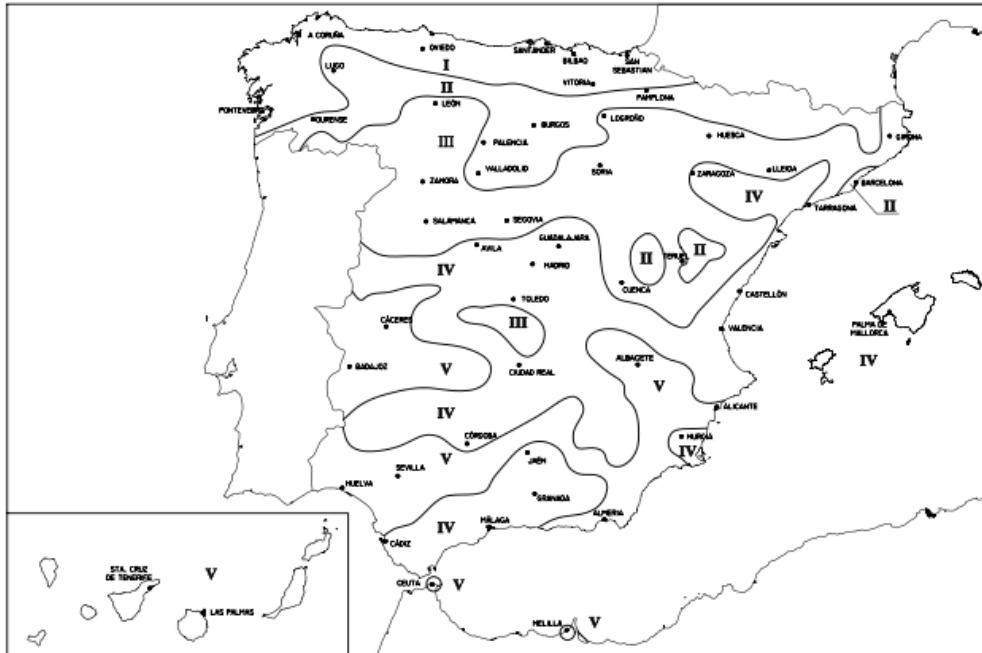 A CORUÑA
OVIEDO
SANTANDER
BILBAO
SAN
SEBASTIAN
I
LUGO
VITORIA
II
PAMPLONA
LEÓN
PONTEVEDRA
OURENSE
LOGROÑO
BURGOS
HUESCA
GIRONA
III
PALENCIA
SORIA
VALLADOLID
ZARAGOZA
LLEIDA
ZAMORA
IV
BARCELONA
TARRAGONA
II
SALAMANCA
SEGOVIA
AVILA
GUADALAJARA
II
II
TERUEL
IV
MADRID
CUENCA
CASTELLÓN
TOLEDO
CÁCERES
III
VALENCIA
PALMA DE
MALLORCA
ALBACETE
IV
BADAJOZ
V
CIUDAD REAL
V
IV
ALICANTE
CÓRDOBA
MURCIA
IV
V
JAÉN
SEVILLA
HUELVA
GRANADA
IV
MÁLAGA
ALMERIA
CÁDIZ
STA. CRUZ
DE TENERIFE
V
CEUTA
V
LAS PALMAS
MELILLA
V